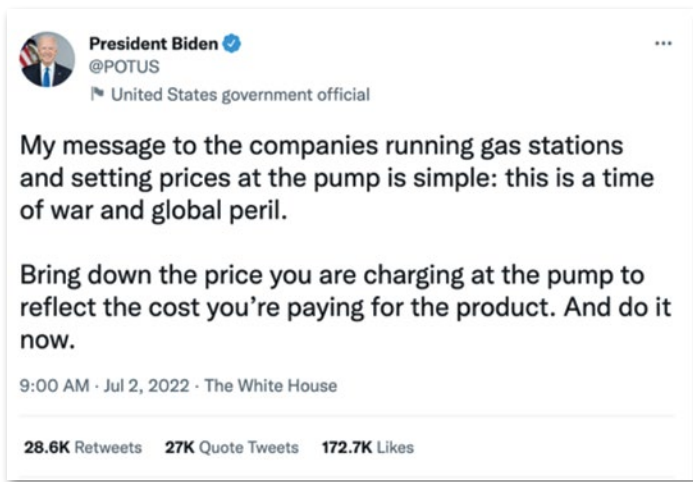 President Biden
@POTUS
United States government official
My message to the companies running gas stations
and setting prices at the pump is simple: this is a time
of war and global peril.
Bring down the price you are charging at the pump to
reflect the cost you’re paying for the product. And do it
now.
9:00 AM · Jul 2, 2022 · The White House
28.6K Retweets 27K Quote Tweets 172.7K Likes